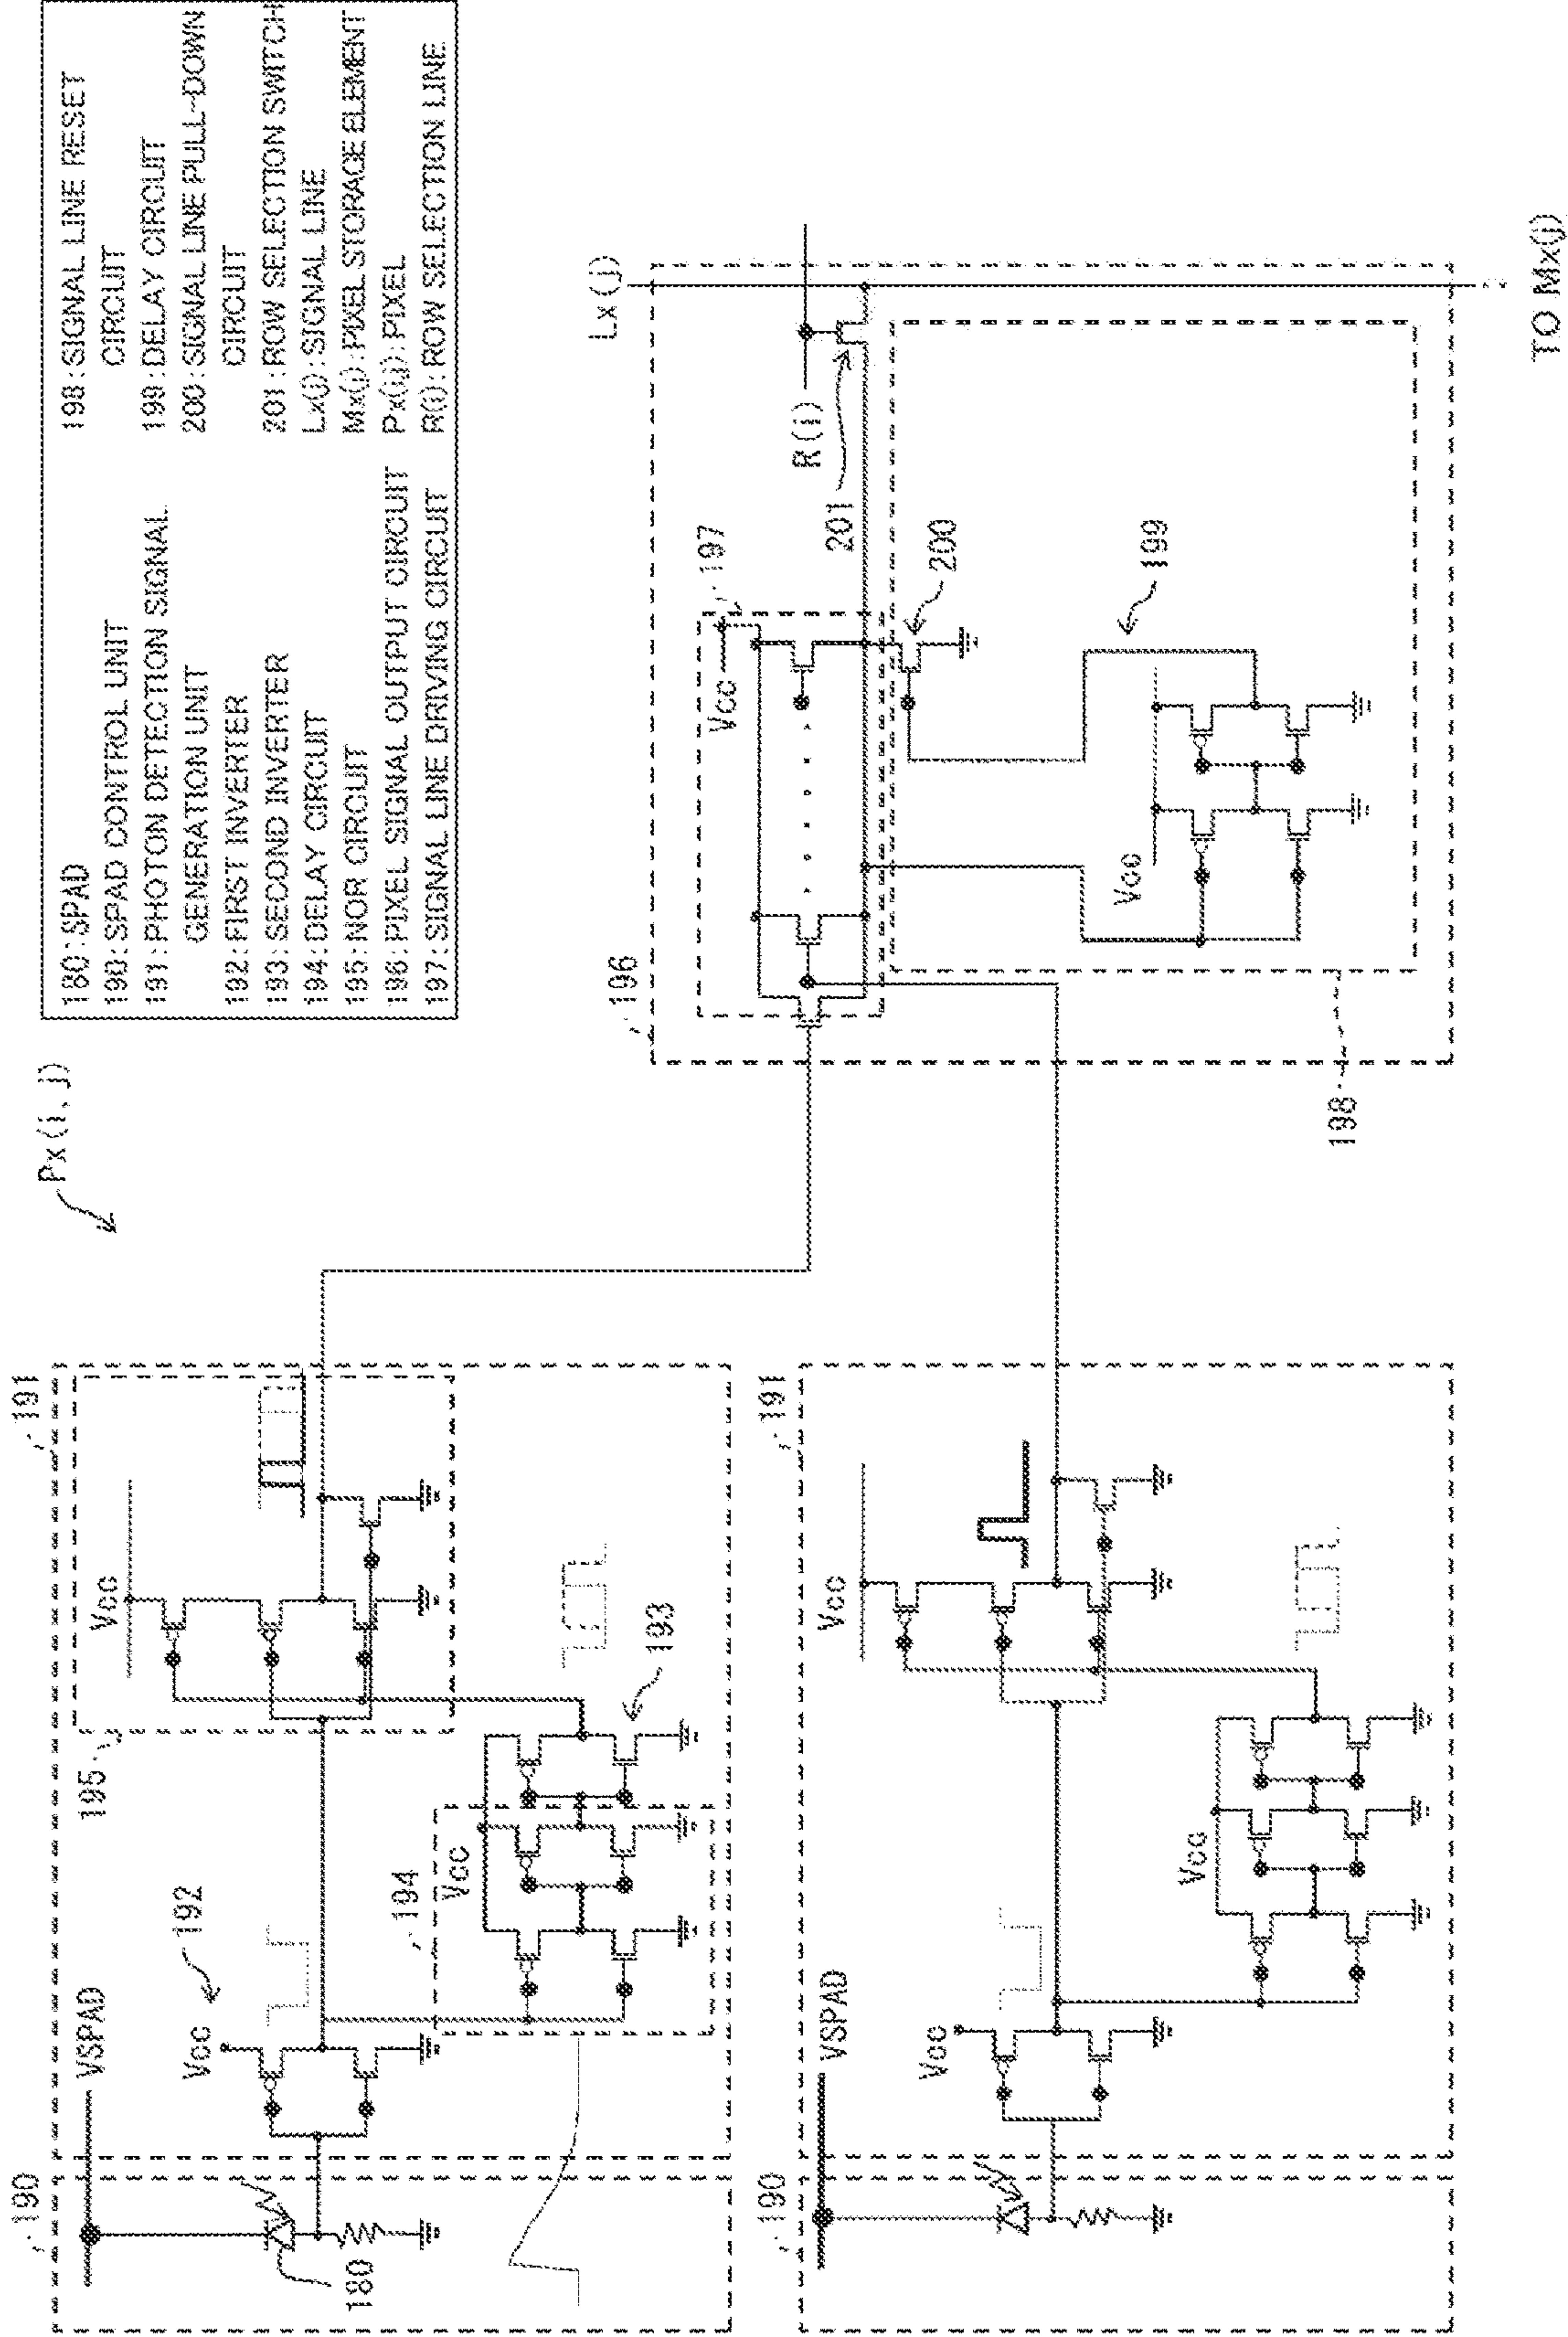 Px(i, j)
180:SPAD
190:SPAD CONTROL UNIT
191:PHOTON DETECTION SIGNAL
GENERATION UNIT
192:FIRST INVERTER
193:SECOND INVERTER
194:DELAY CIRCUIT
195:NOR CIRCUIT
196:PIXEL SIGNAL OUTPUT CIRCUIT
197:SIGNAL LINE DRIVING CIRCUIT
198:SIGNAL LINE RESET
CIRCUIT
199:DELAY CIRCUIT
200:SIGNAL LINE PULL-DOWN
CIRCUIT
201:ROW SELECTION SWITCH
Lx(j):SIGNAL LINE
Mx(j):PIXEL STORAGE ELEMENT
Px(i,j):PIXEL
R(i):ROW SELECTION LINE
190
VSPAD
180
191
192
Vcc
195
Vcc
194
Vcc
193
190
VSPAD
191
Vcc
Vcc
Vcc
196
197
Vcc
R(i)
201
Lx(j)
200
199
Vcc
198
TO Mx(j)